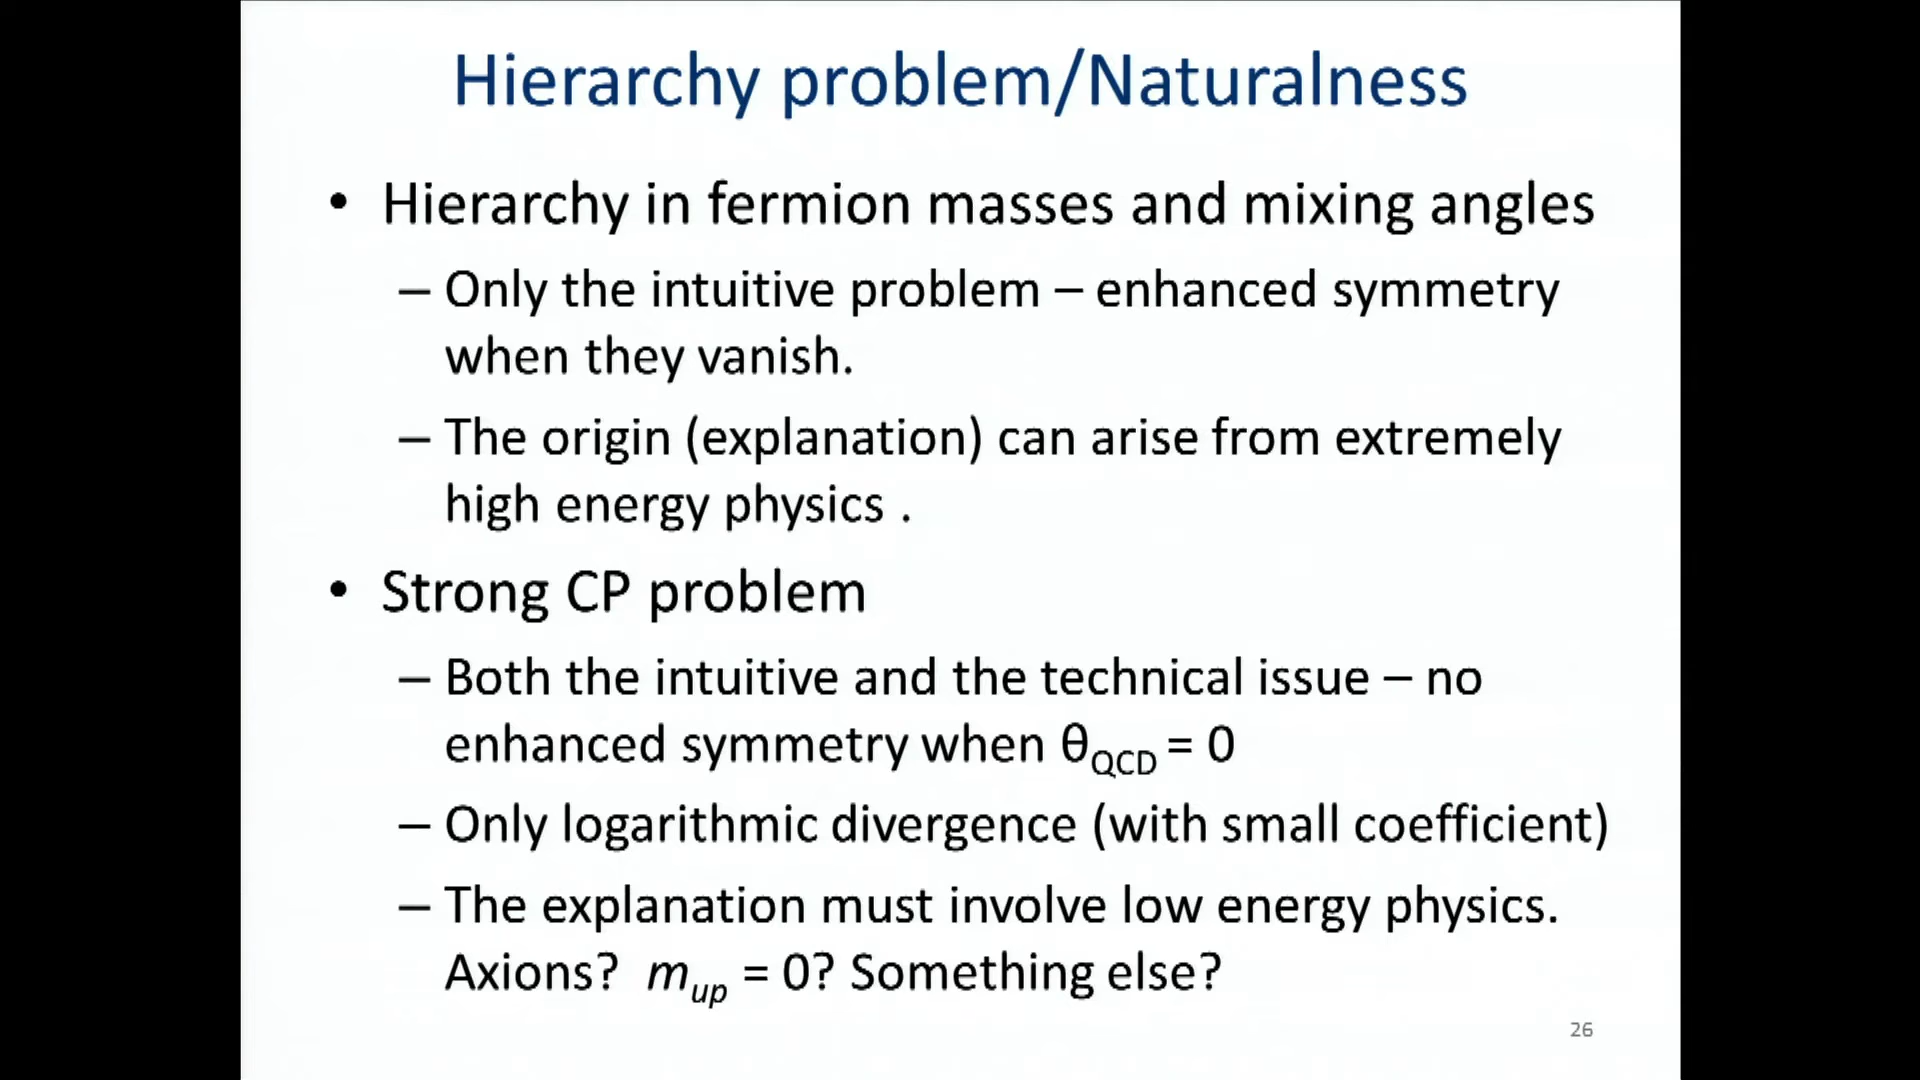 Hierarchy problem/Naturalness
• Hierarchy in fermion masses and mixing angles
– Only the intuitive problem – enhanced symmetry
when they vanish.
– The origin (explanation) can arise from extremely
high energy physics .
• Strong CP problem
– Both the intuitive and the technical issue – no
enhanced symmetry when θQCD = 0
– Only logarithmic divergence (with small coefficient)
– The explanation must involve low energy physics.
Axions? mup = 0? Something else?
26